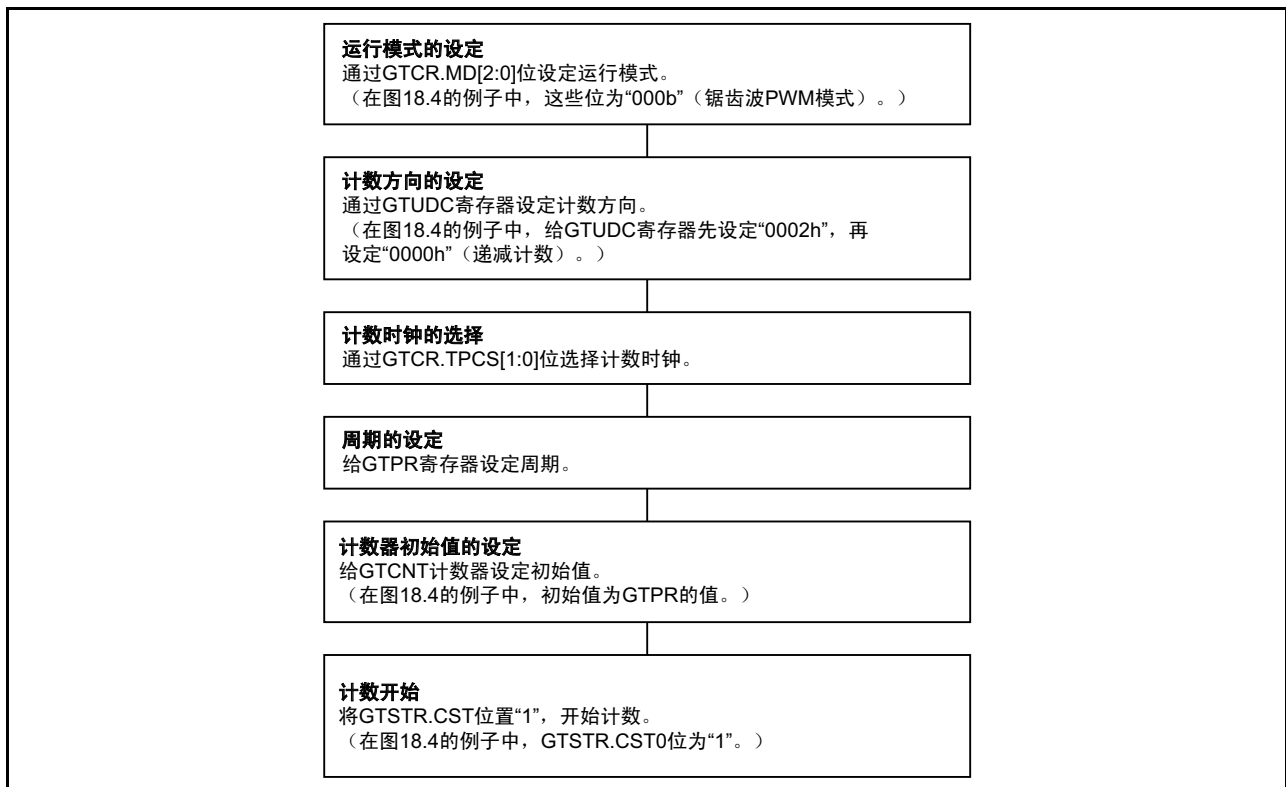 运行模式的设定
通过GTCR.MD[2:0]位设定运行模式。
（在图18.4的例子中，这些位为“000b”（锯齿波PWM模式）。）
计数方向的设定
通过GTUDC寄存器设定计数方向。
（在图18.4的例子中，给GTUDC寄存器先设定“0002h”，再
设定“0000h”（递减计数）。）
计数时钟的选择
通过GTCR.TPCS[1:0]位选择计数时钟。
周期的设定
给GTPR寄存器设定周期。
计数器初始值的设定
给GTCNT计数器设定初始值。
（在图18.4的例子中，初始值为GTPR的值。）
计数开始
将GTSTR.CST位置“1”，开始计数。
（在图18.4的例子中，GTSTR.CST0位为“1”。）